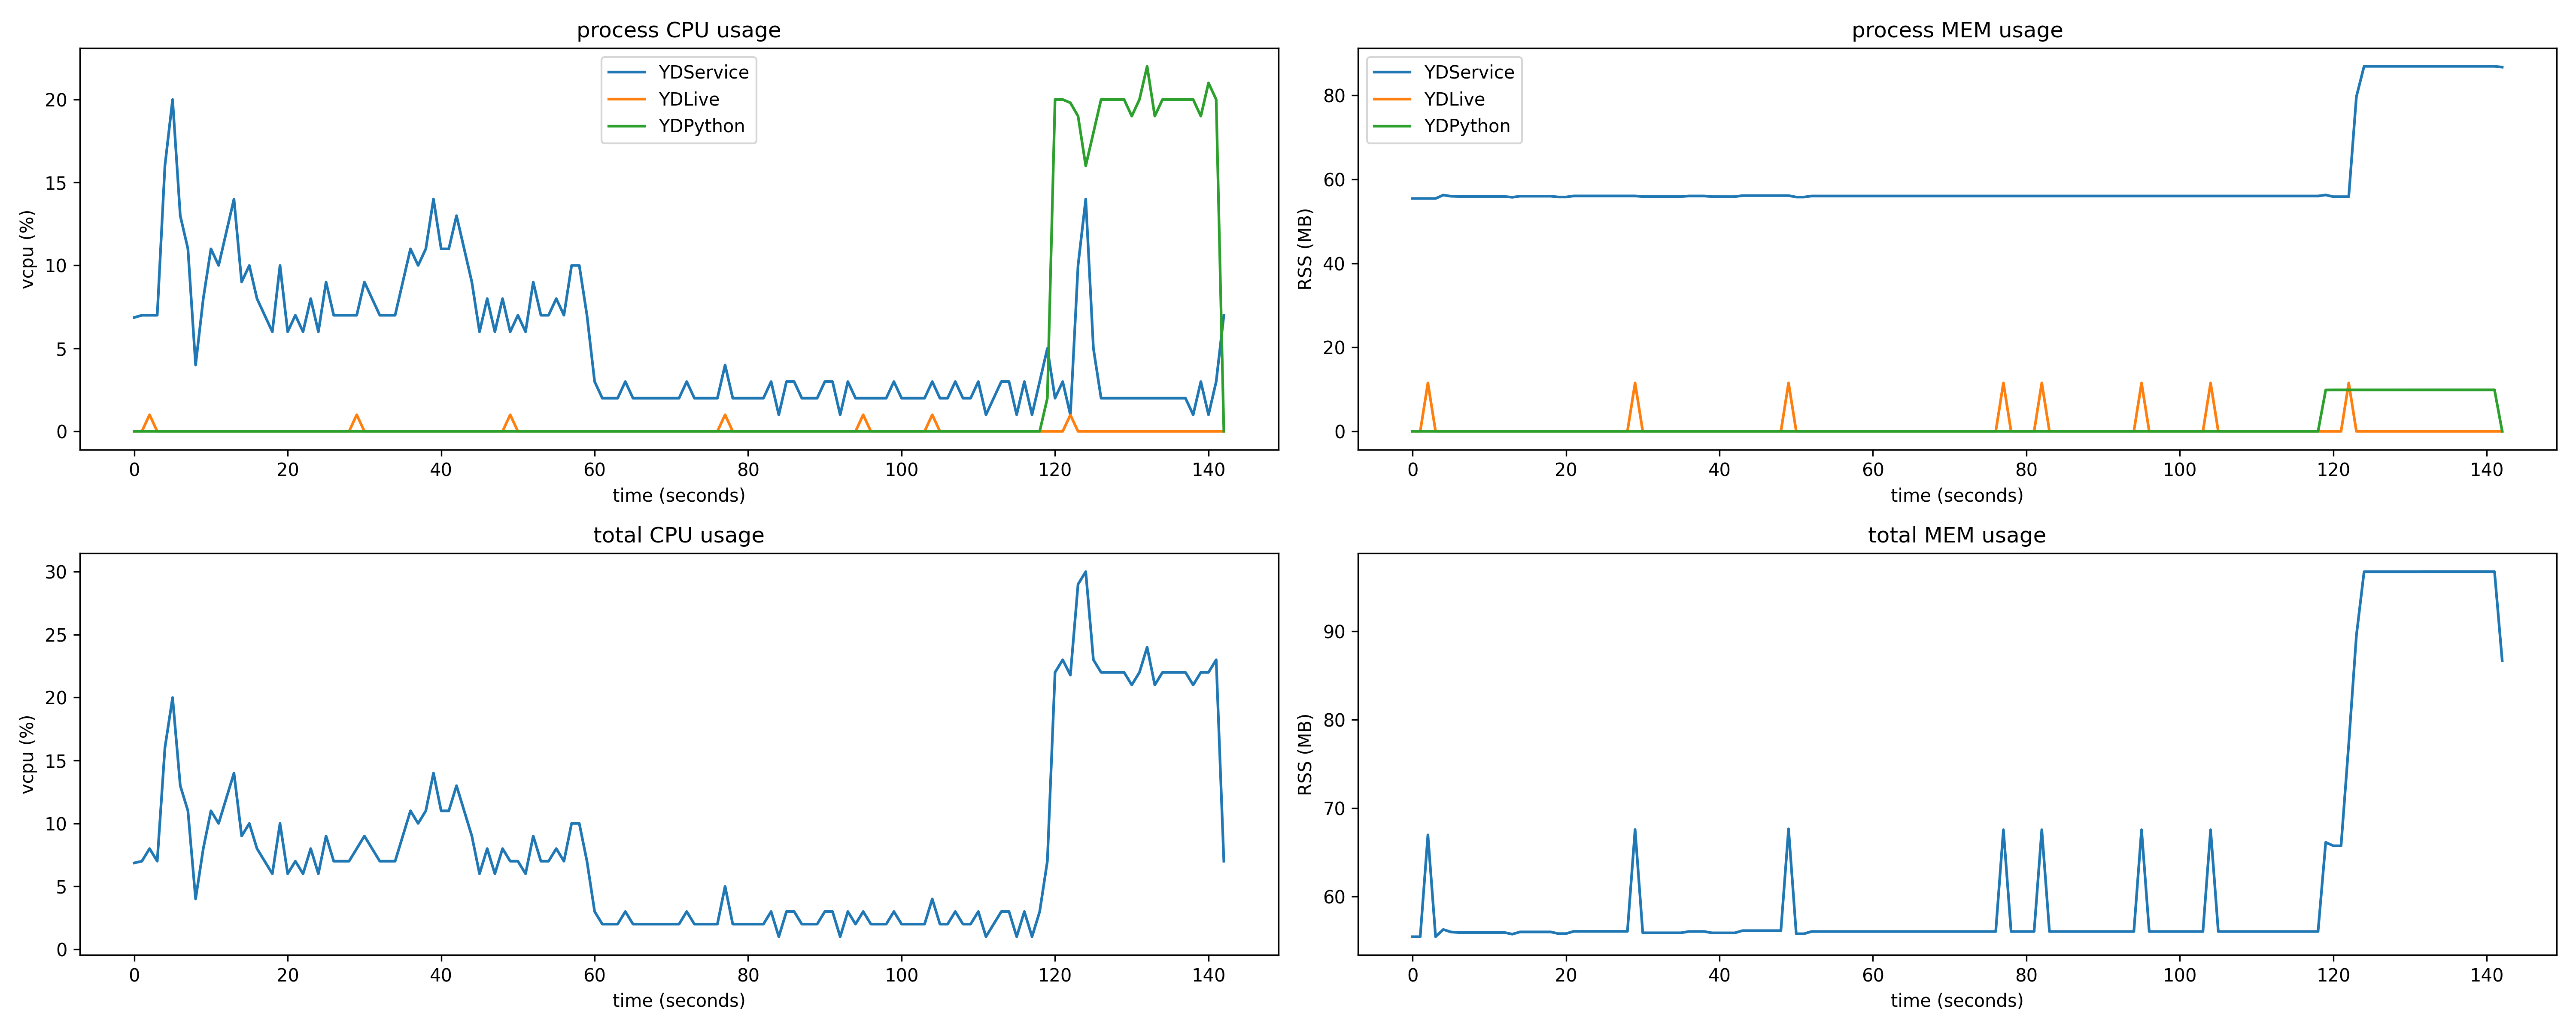 process CPU usage
20
15
10
5
0
vcpu (%)
YDService
YDLive
YDPython
0 20 40 60 80 100 120 140
time (seconds)
process MEM usage
80
60
40
20
0
RSS (MB)
YDService
YDLive
YDPython
0 20 40 60 80 100 120 140
time (seconds)
total CPU usage
30
25
20
15
10
5
0
vcpu (%)
0 20 40 60 80 100 120 140
time (seconds)
total MEM usage
90
80
70
60
RSS (MB)
0 20 40 60 80 100 120 140
time (seconds)